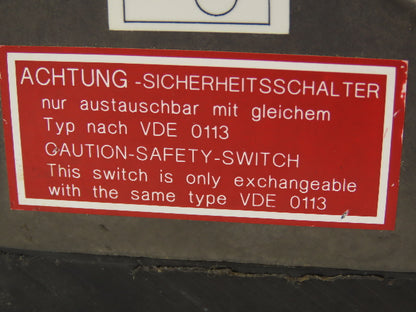 ACHTUNG -SICHERHEITSSCHALTER
nur austauschbar mit gleichem
Typ nach VDE 0113
CAUTION-SAFETY-SWITCH
This switch is only exchangeable
with the same type VDE 0113